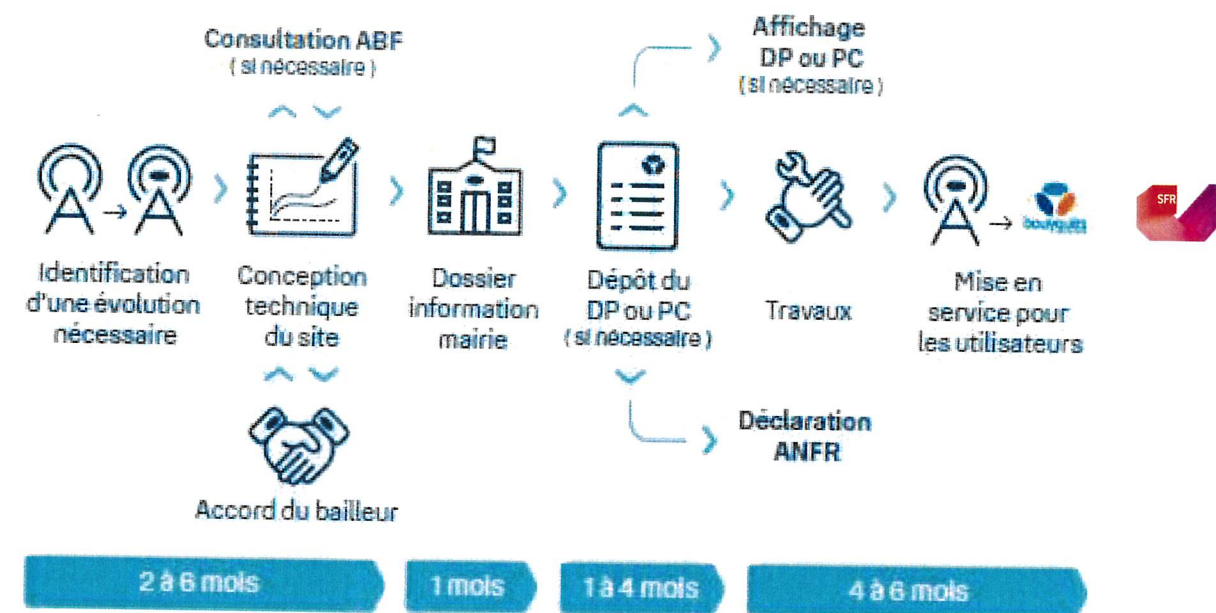 Consultation ABF
( si nécessaire )
Affichage
DP ou PC
( si nécessaire )
Identification
d'une évolution
nécessaire
Conception
technique
du site
Dossier
information
mairie
Dépôt du
DP ou PC
( si nécessaire )
Travaux
Mise en
service pour
les utilisateurs
bouygues
SFR
Accord du bailleur
Déclaration
ANFR
2 à 6 mois
1 mois
1 à 4 mois
4 à 6 mois